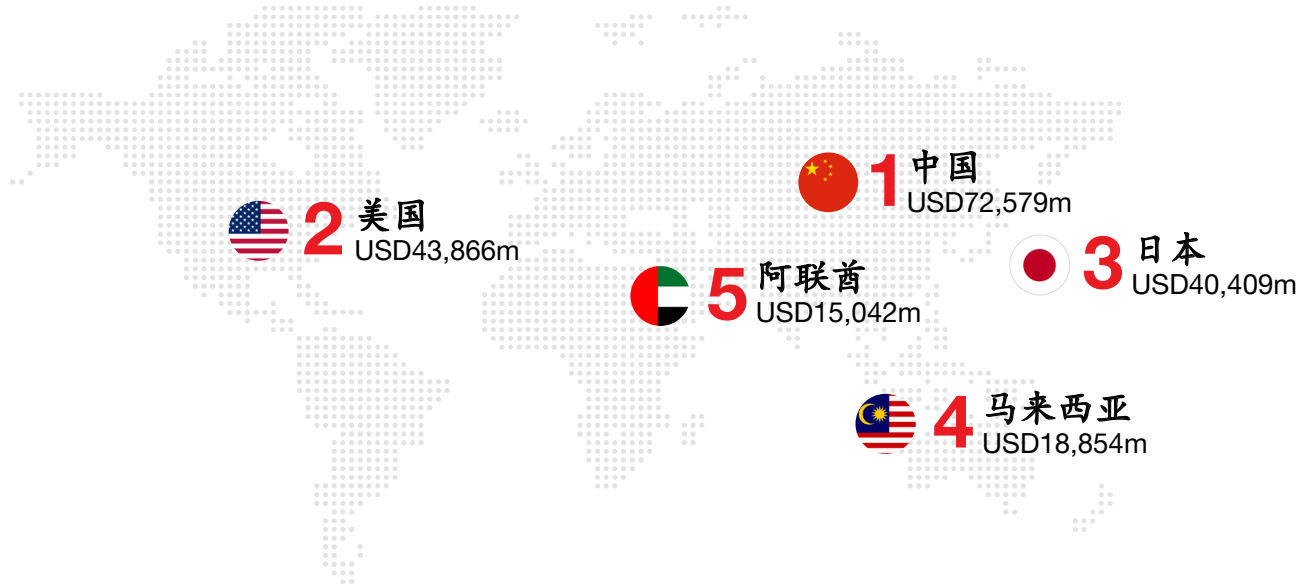 1 中国
USD72,579m
2 美国
USD43,866m
3 日本
USD40,409m
5 阿联酋
USD15,042m
4 马来西亚
USD18,854m